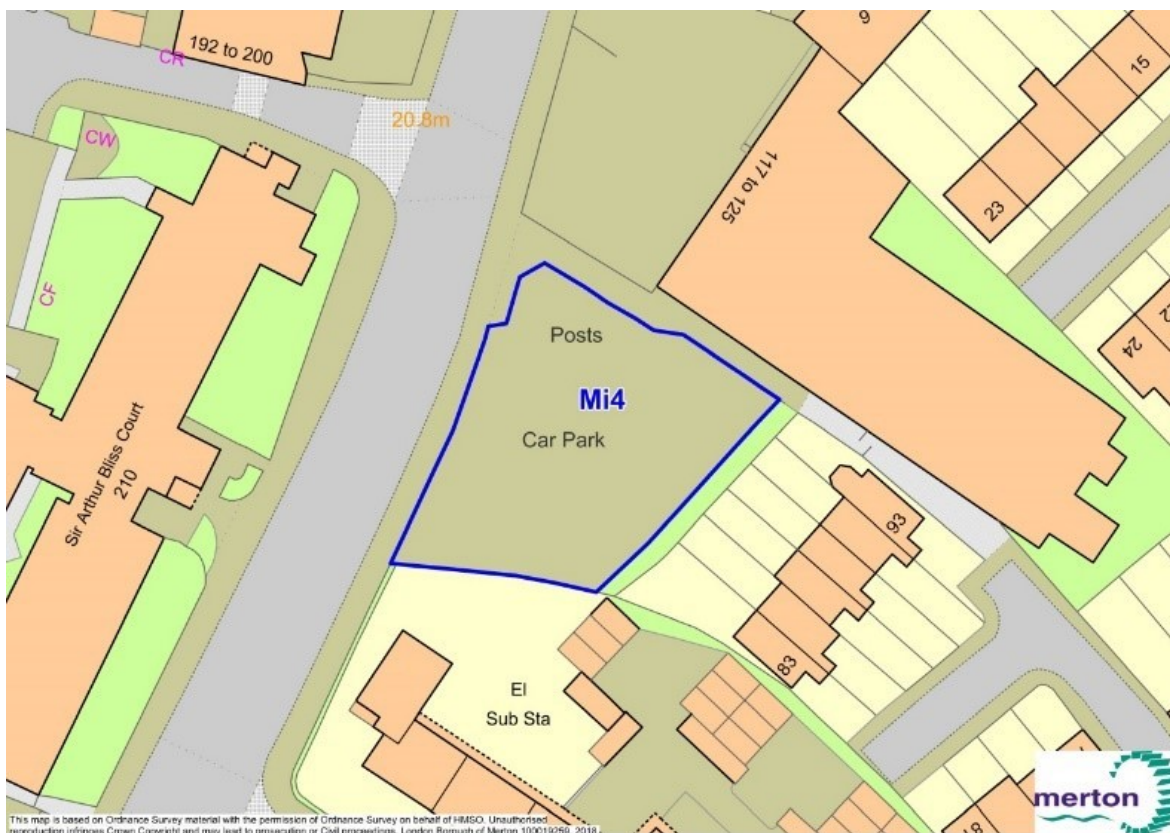 192 to 200
CR
20.8m
CW
CF
Sir Arthur Bliss Court
210
Posts
Mi4
Car Park
117 to 125
9
15
23
24
93
83
El
Sub Sta
81
merton
This map is based on Ordnance Survey material with the permission of Ordnance Survey on behalf of HMSO. Unauthorised
reproduction infringes Crown Copyright and may lead to prosecution or Civil proceedings. London Borough of Merton 100019259. 2018.